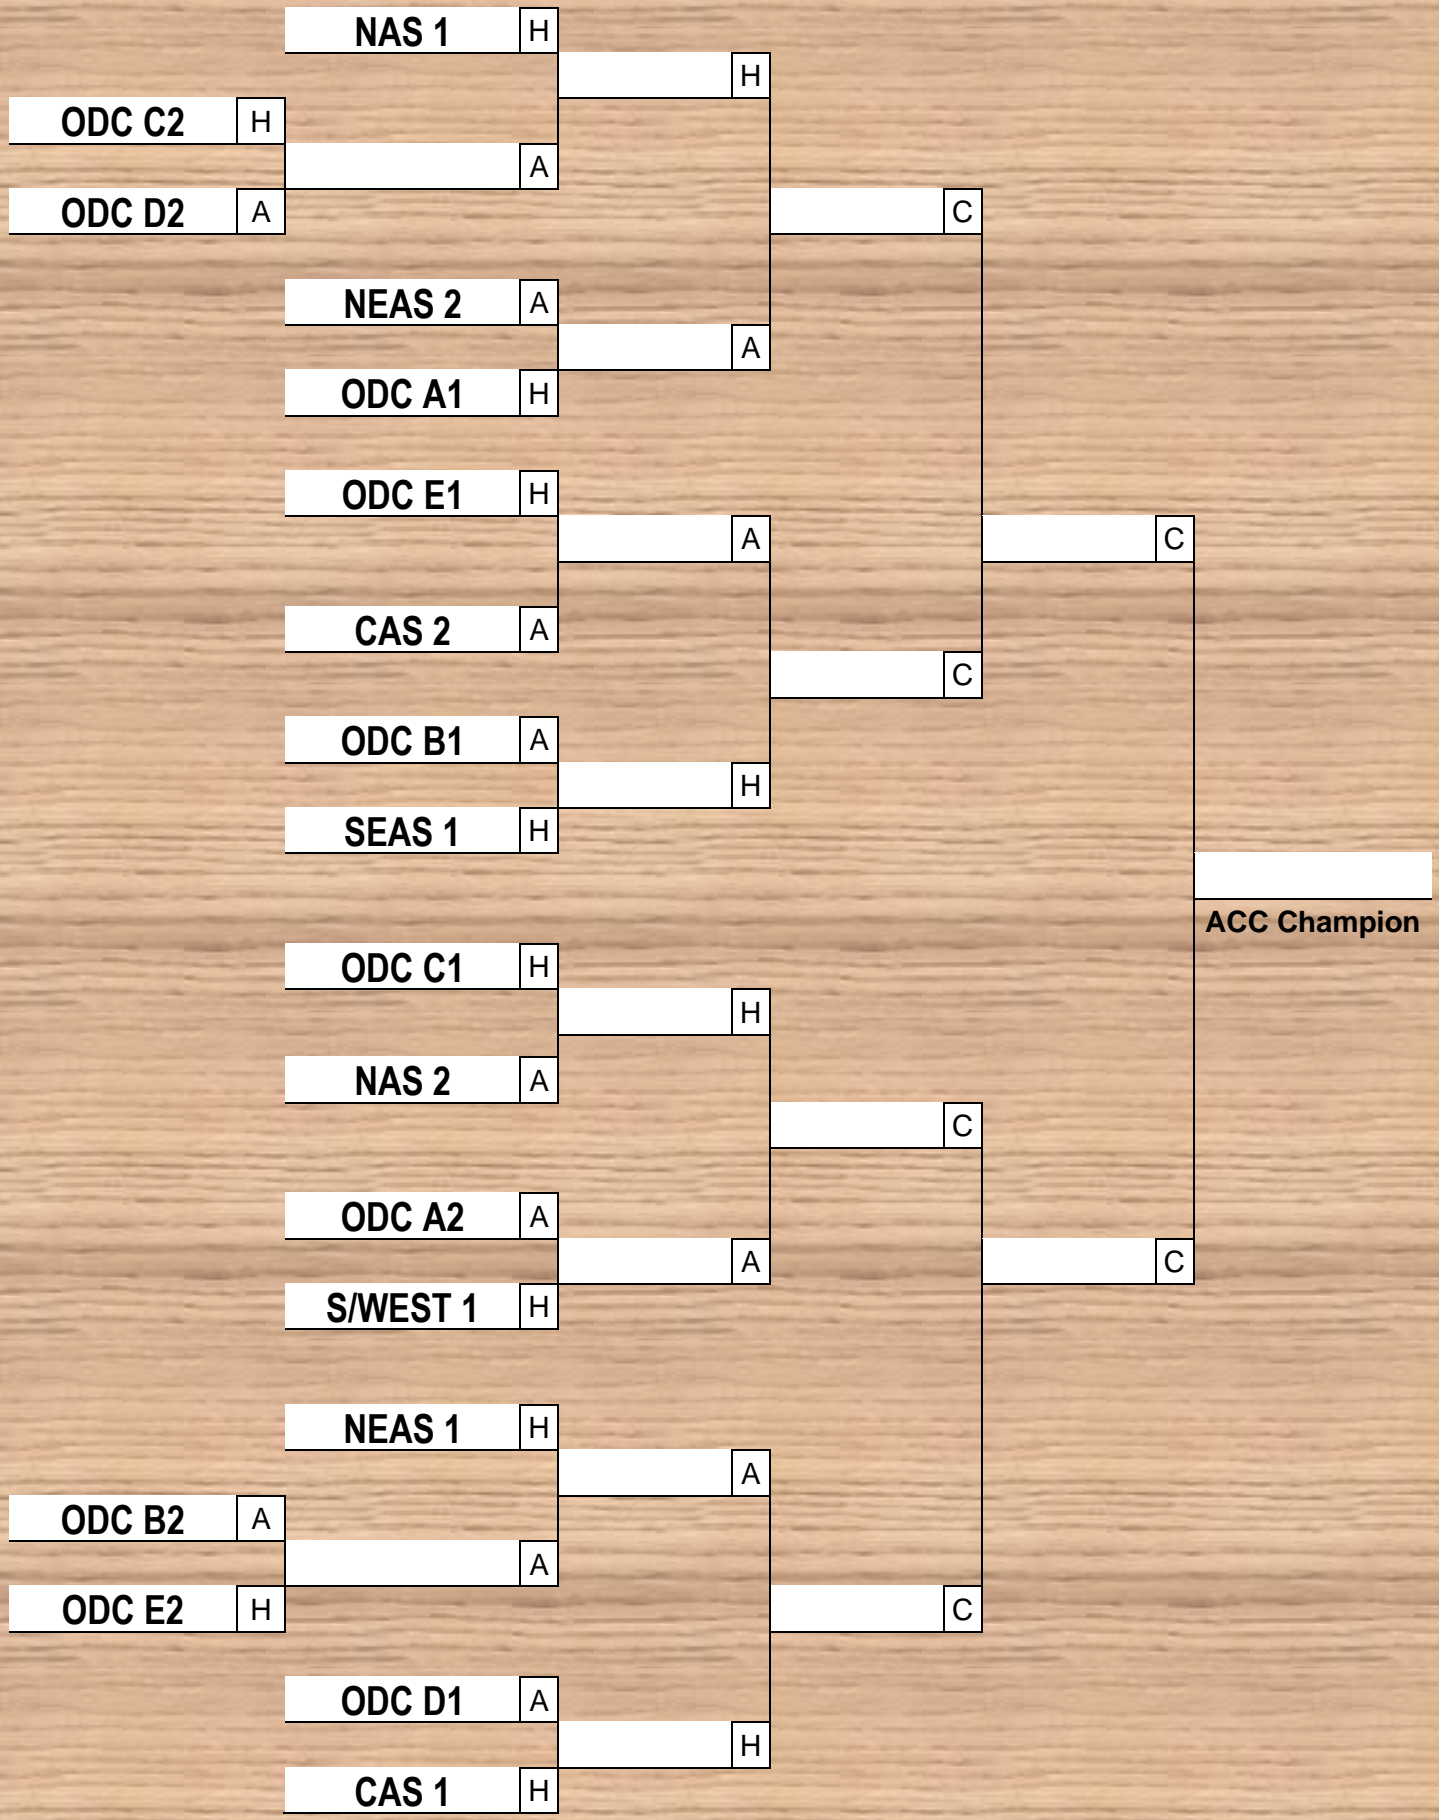 NAS 1 H
H
ODC C2 H
A
ODC D2 A
C
NEAS 2 A
A
ODC A1 H
ODC E1 H
A
C
CAS 2 A
C
ODC B1 A
H
SEAS 1 H
ACC Champion
ODC C1 H
H
NAS 2 A
C
ODC A2 A
A
C
S/WEST 1 H
NEAS 1 H
A
ODC B2 A
A
ODC E2 H
C
ODC D1 A
H
CAS 1 H